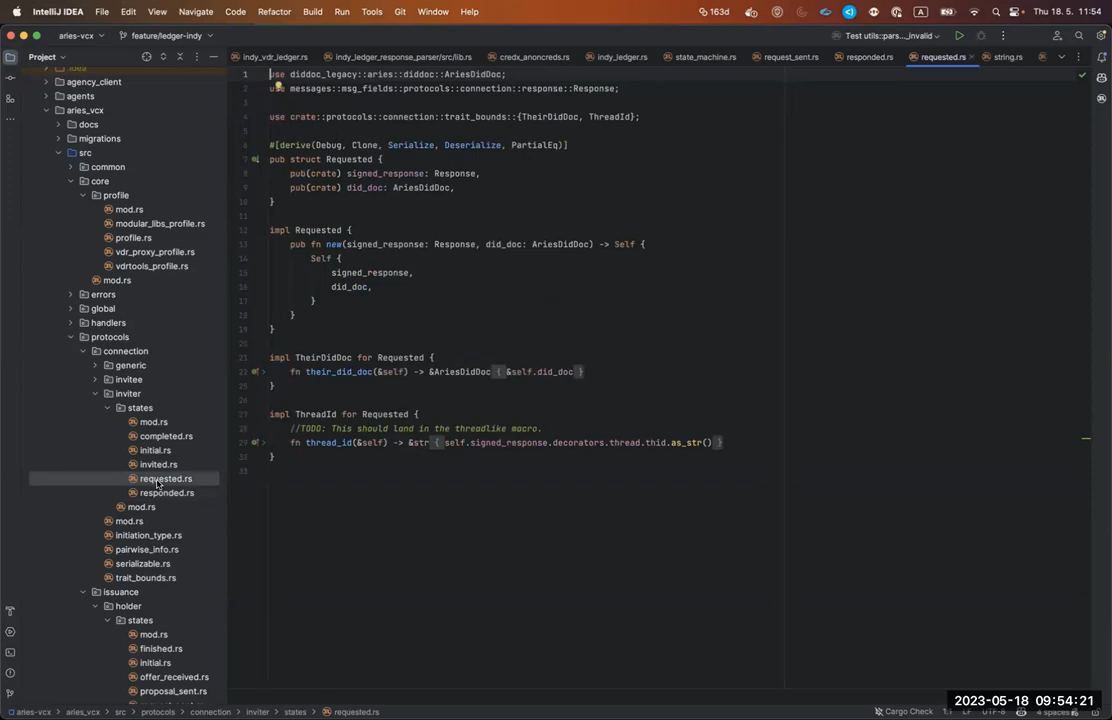 IntelliJ IDEA File Edit View Navigate Code Refactor Build Run Tools Git Window Help 163d A Thu 18. 5. 11:54
aries-vcx feature/ledger-indy Test utils::pars…_invalid
Project indy_vdr_ledger.rs indy_ledger_response_parser/src/lib.rs credx_anoncreds.rs indy_ledger.rs state_machine.rs request_sent.rs responded.rs requested.rs string.rs
.idea
agency_client
agents
aries_vcx
docs
migrations
src
common
core
profile
mod.rs
modular_libs_profile.rs
profile.rs
vdr_proxy_profile.rs
vdrtools_profile.rs
mod.rs
errors
global
handlers
protocols
connection
generic
invitee
inviter
states
mod.rs
completed.rs
initial.rs
invited.rs
requested.rs
responded.rs
mod.rs
mod.rs
initiation_type.rs
pairwise_info.rs
serializable.rs
trait_bounds.rs
issuance
holder
states
mod.rs
finished.rs
initial.rs
offer_received.rs
proposal_sent.rs
1 use diddoc_legacy::aries::diddoc::AriesDidDoc;
2 use messages::msg_fields::protocols::connection::response::Response;
3
4 use crate::protocols::connection::trait_bounds::{TheirDidDoc, ThreadId};
5
6 #[derive(Debug, Clone, Serialize, Deserialize, PartialEq)]
7 pub struct Requested {
8 pub(crate) signed_response: Response,
9 pub(crate) did_doc: AriesDidDoc,
10 }
11
12 impl Requested {
13 pub fn new(signed_response: Response, did_doc: AriesDidDoc) -> Self {
14 Self {
15 signed_response,
16 did_doc,
17 }
18 }
19 }
20
21 impl TheirDidDoc for Requested {
22 fn their_did_doc(&self) -> &AriesDidDoc { &self.did_doc }
25 }
26
27 impl ThreadId for Requested {
28 //TODO: This should land in the threadlike macro.
29 fn thread_id(&self) -> &str { self.signed_response.decorators.thread.thid.as_str() }
32 }
33
aries-vcx aries_vcx src protocols connection inviter states requested.rs Cargo Check 1:1 LF UTF-8 4 spaces
2023-05-18 09:54:21